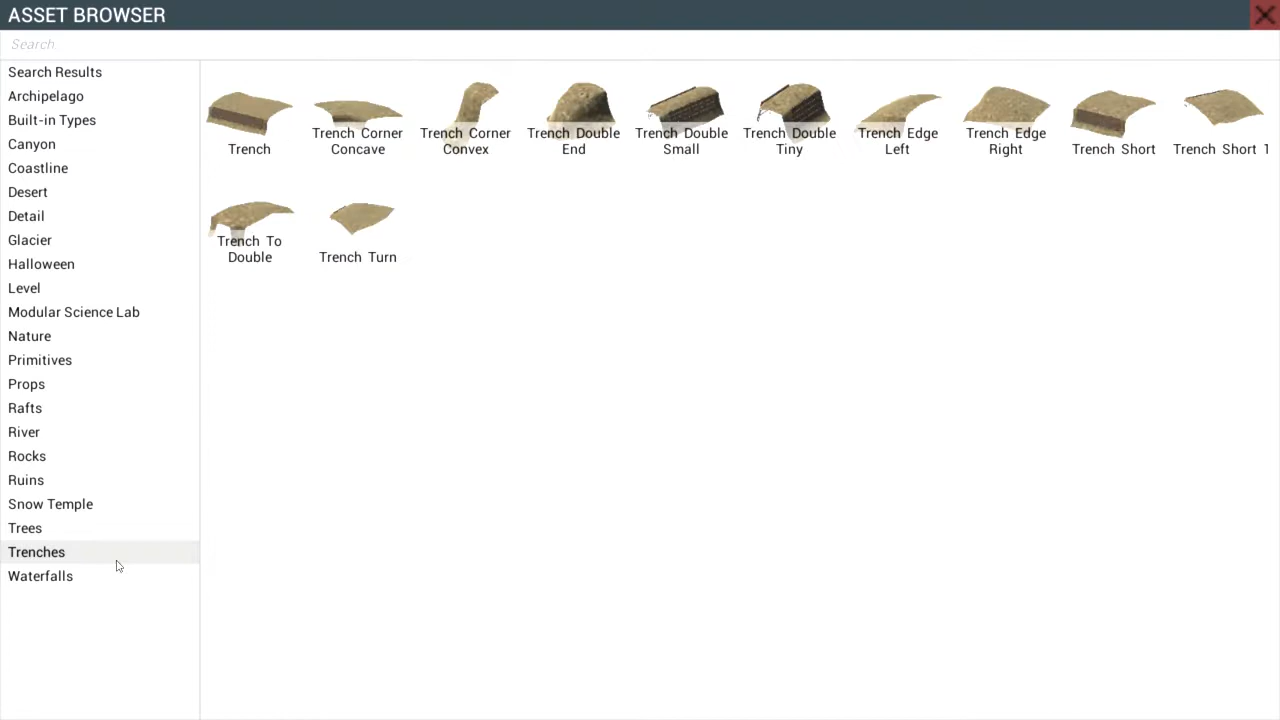 ASSET BROWSER
Search.
Search Results
Archipelago
Built-in Types
Canyon
Coastline
Desert
Detail
Glacier
Halloween
Level
Modular Science Lab
Nature
Primitives
Props
Rafts
River
Rocks
Ruins
Snow Temple
Trees
Trenches
Waterfalls
Trench
Trench Corner
Concave
Trench Corner
Convex
Trench Double
End
Trench Double
Small
Trench Double
Tiny
Trench Edge
Left
Trench Edge
Right
Trench Short
Trench Short 1
Trench To
Double
Trench Turn